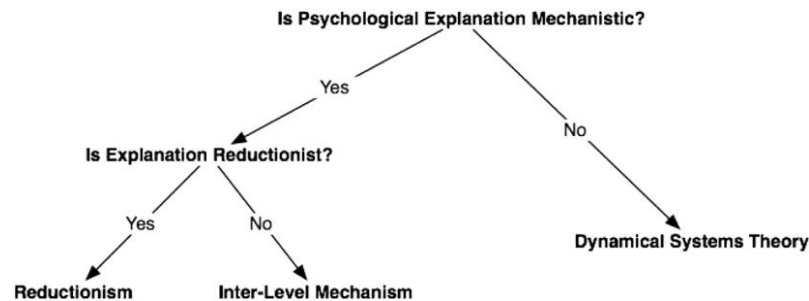 Is Psychological Explanation Mechanistic?
Yes
No
Is Explanation Reductionist?
Yes
No
Dynamical Systems Theory
Reductionism
Inter-Level Mechanism